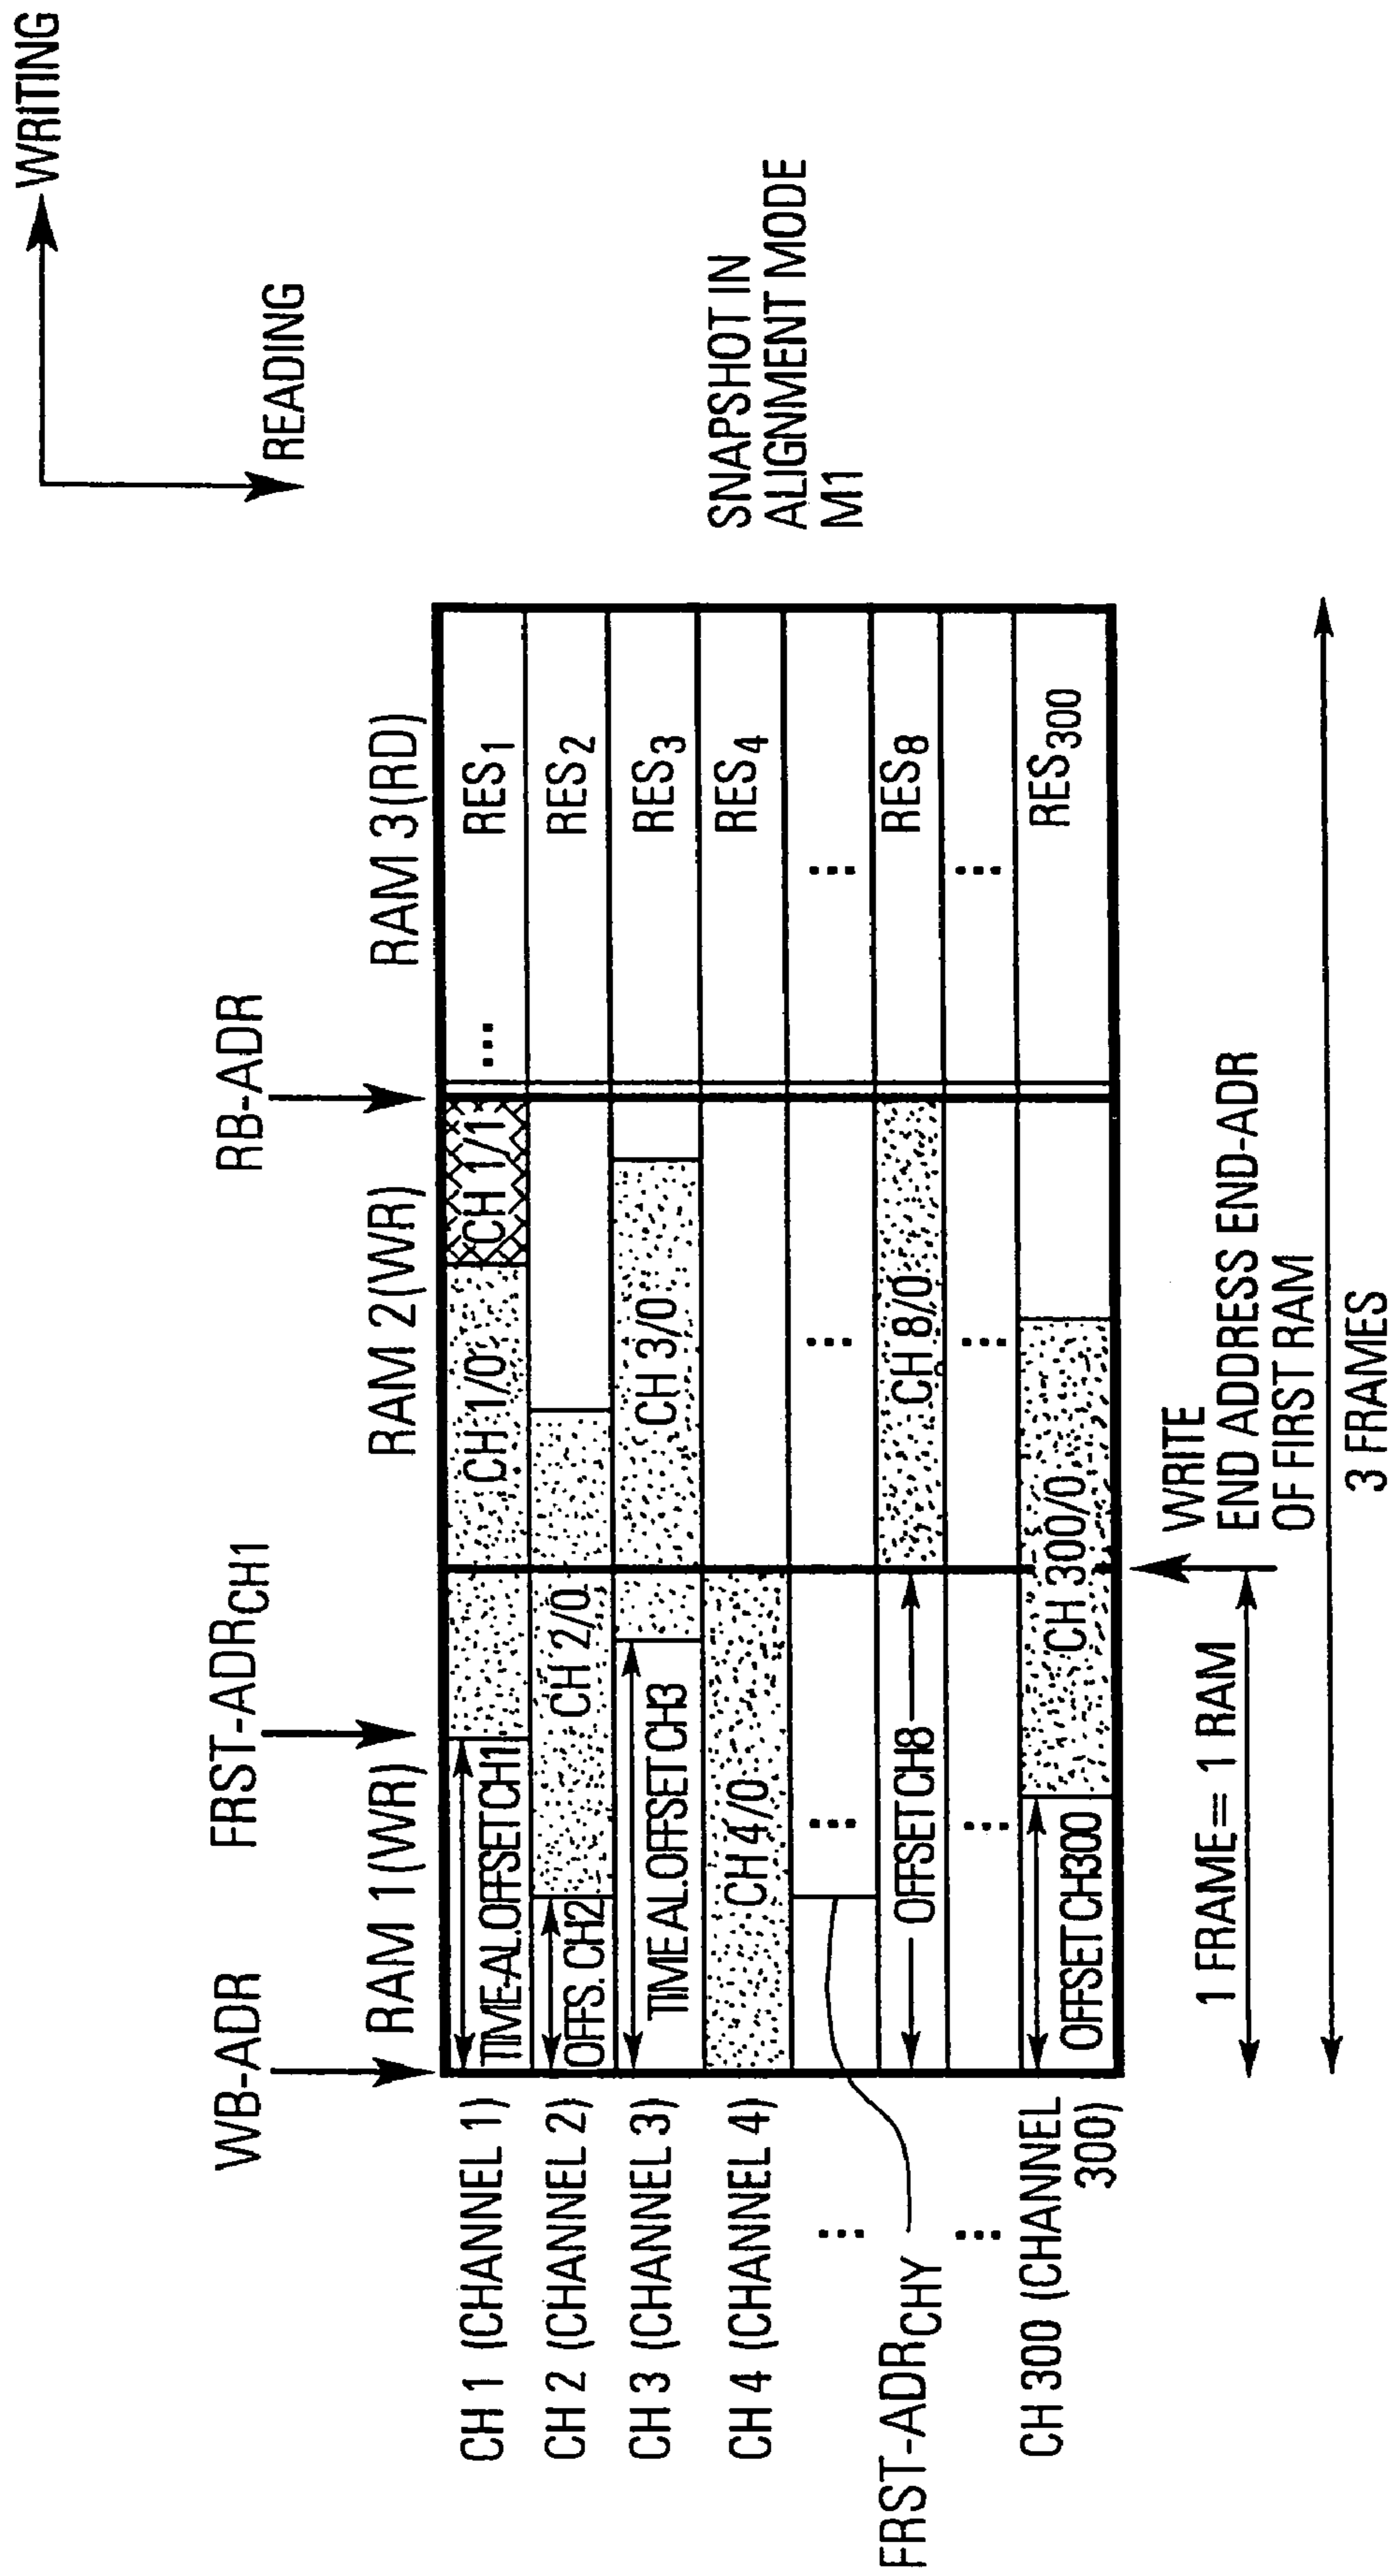 WRITING
READING
WB-ADR
FRST-ADRCH1
RB-ADR
RAM 1(WR)
RAM 2(WR)
RAM 3(RD)
CH 1 (CHANNEL 1)
TIME-AL.OFFSET CH1
CH 1/0
CH 1/1
...
RES1
CH 2 (CHANNEL 2)
OFFS. CH2
CH 2/0
RES2
CH 3 (CHANNEL 3)
TIME AL.OFFSET CH3
CH 3/0
RES3
CH 4 (CHANNEL 4)
CH 4/0
RES4
SNAPSHOT IN
ALIGNMENT MODE
M1
...
...
...
...
FRST-ADRCHY
OFFSET CH8
CH 8/0
RES8
...
...
...
...
CH 300 (CHANNEL
300)
OFFSET CH300
CH 300/0
RES300
1 FRAME = 1 RAM
WRITE
END ADDRESS END-ADR
OF FIRST RAM
3 FRAMES